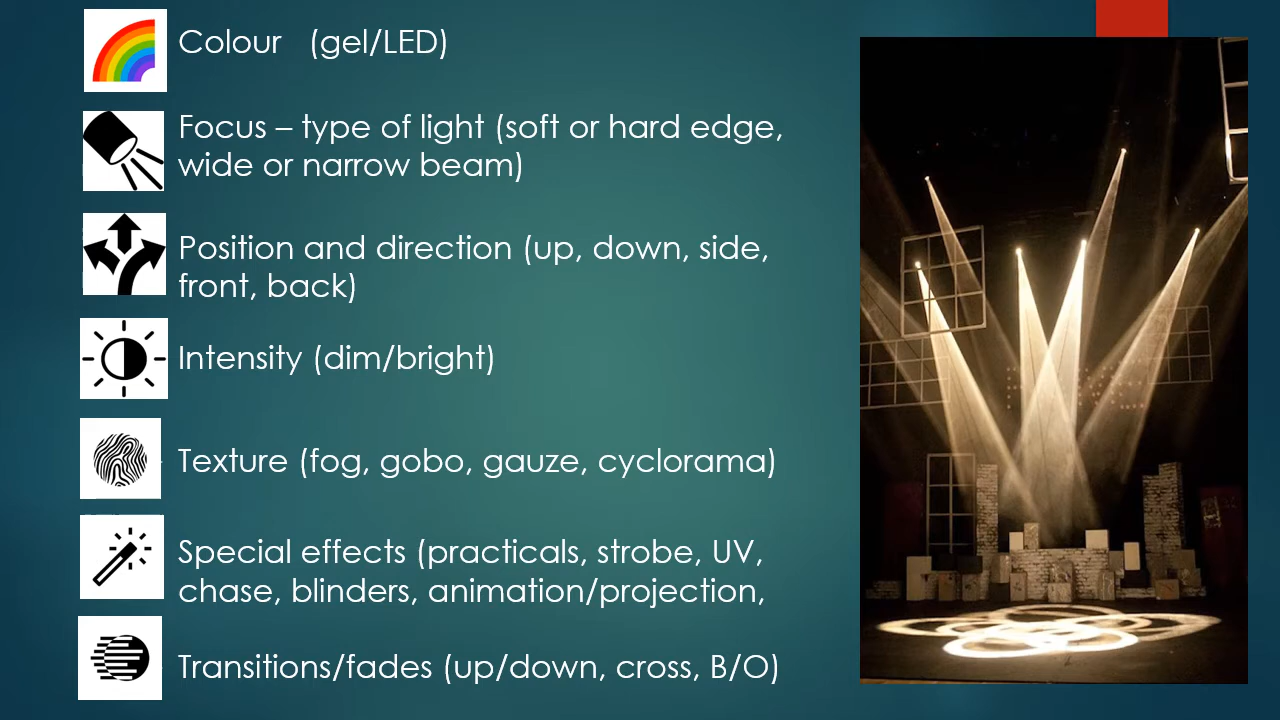 Colour   (gel/LED)
Focus – type of light (soft or hard edge,
wide or narrow beam)
Position and direction (up, down, side,
front, back)
Intensity (dim/bright)
Texture (fog, gobo, gauze, cyclorama)
Special effects (practicals, strobe, UV,
chase, blinders, animation/projection,
Transitions/fades (up/down, cross, B/O)